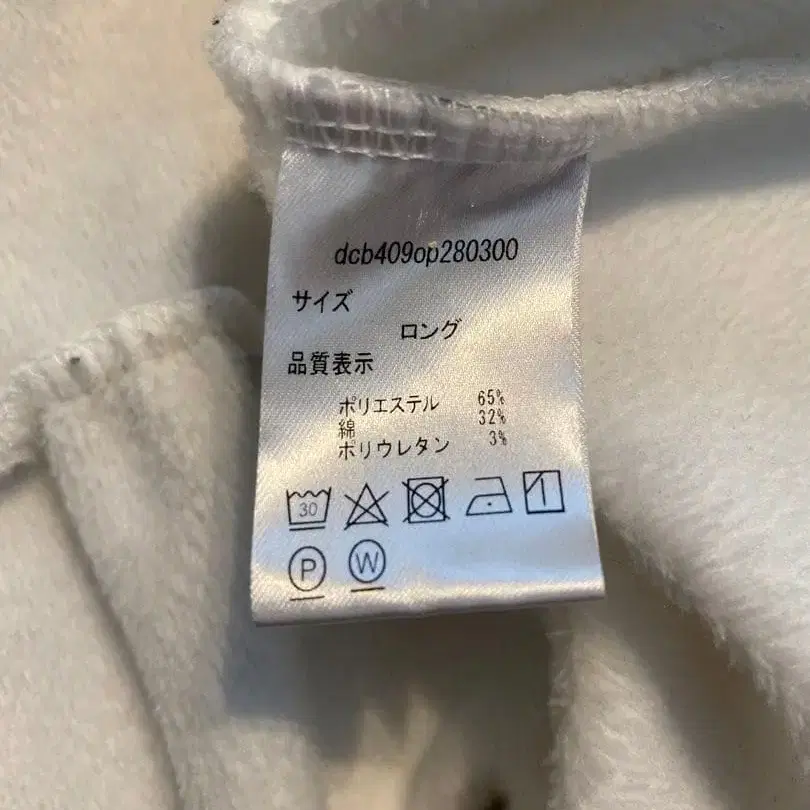 dcb409op280300
サイズ
ロング
品質表示
ポリエステル 65%
綿 32%
ポリウレタン 3%
30
P W